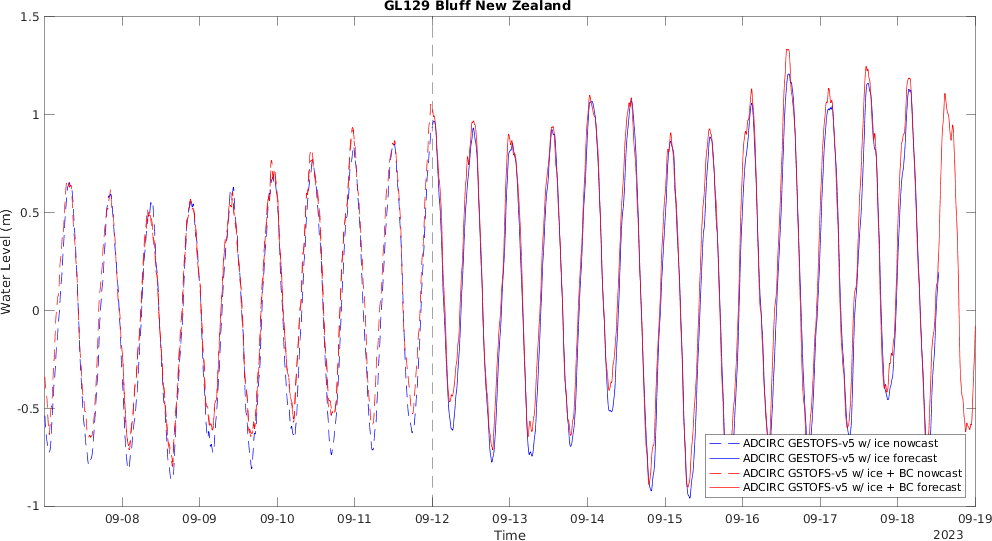 GL129 Bluff New Zealand
1.5
1
0.5
0
-0.5
-1
Water Level (m)
09-08 09-09 09-10 09-11 09-12 09-13 09-14 09-15 09-16 09-17 09-18 09-19
Time
2023
ADCIRC GESTOFS-v5 w/ ice nowcast
ADCIRC GESTOFS-v5 w/ ice forecast
ADCIRC GSTOFS-v5 w/ ice + BC nowcast
ADCIRC GSTOFS-v5 w/ ice + BC forecast